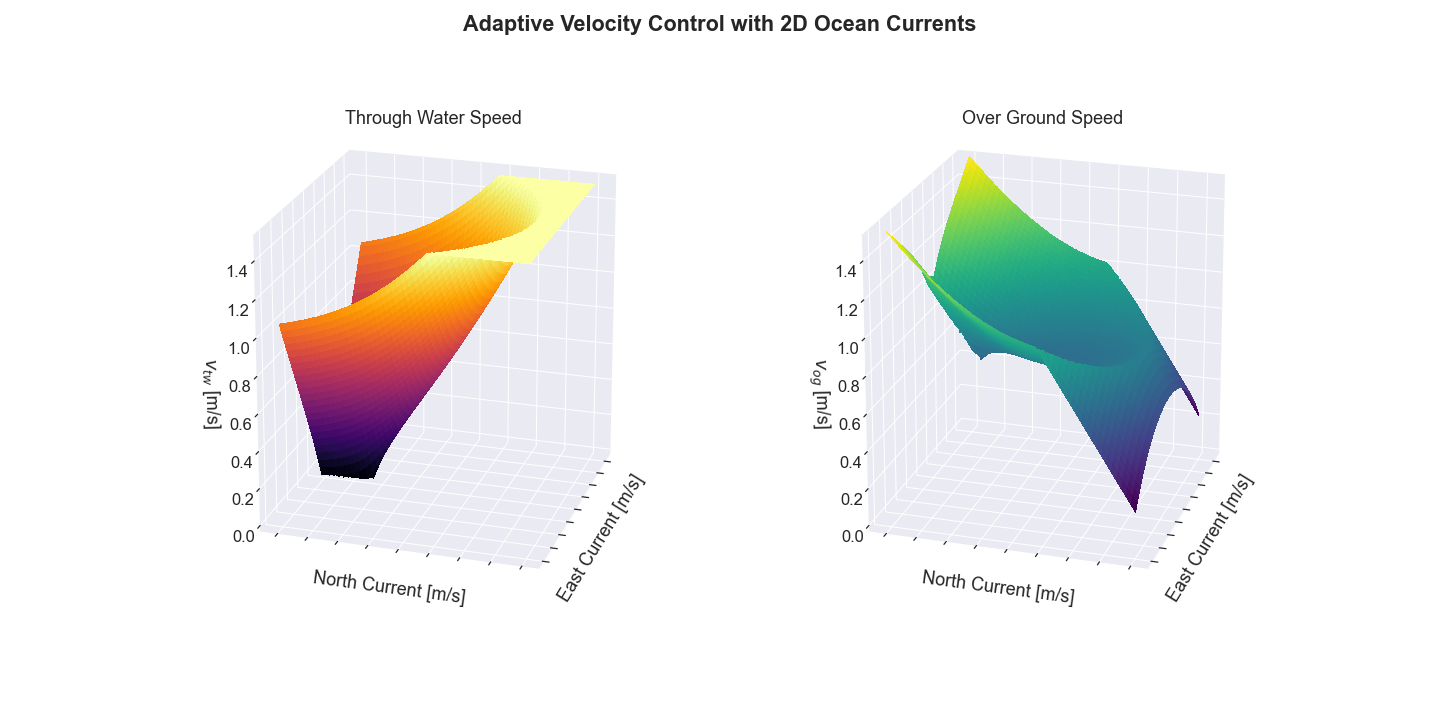 Adaptive Velocity Control with 2D Ocean Currents
Through Water Speed
1.4
1.2
1.0
0.8
0.6
0.4
0.2
0.0
v_tw [m/s]
North Current [m/s]
East Current [m/s]
Over Ground Speed
1.4
1.2
1.0
0.8
0.6
0.4
0.2
0.0
v_og [m/s]
North Current [m/s]
East Current [m/s]